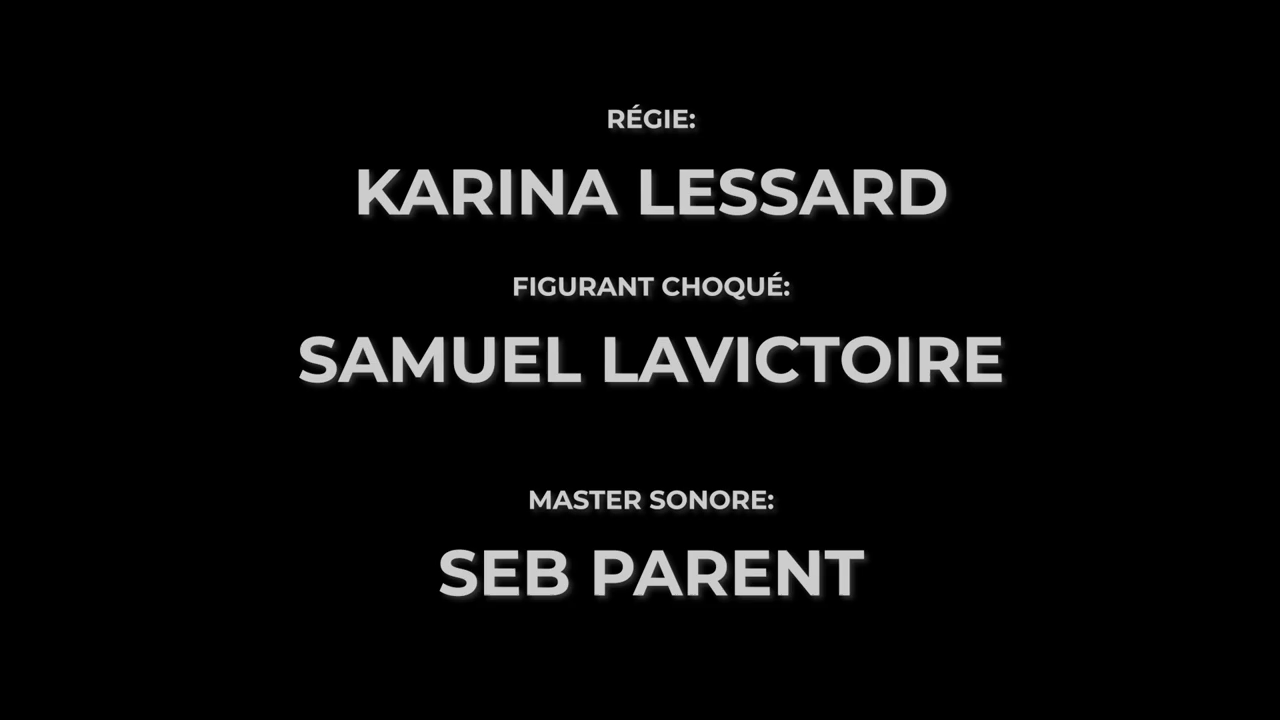 RÉGIE:
KARINA LESSARD
FIGURANT CHOQUÉ:
SAMUEL LAVICTOIRE
MASTER SONORE:
SEB PARENT